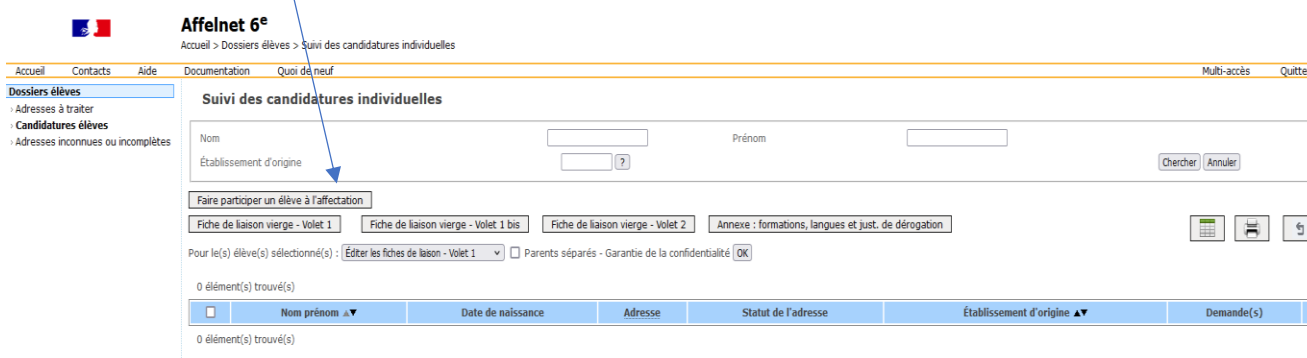 Affelnet 6e
Accueil > Dossiers élèves > Suivi des candidatures individuelles
Accueil Contacts Aide Documentation Quoi de neuf Multi-accès Quitte
Dossiers élèves
› Adresses à traiter
› Candidatures élèves
› Adresses inconnues ou incomplètes
Suivi des candidatures individuelles
Nom Prénom
Établissement d'origine ? Chercher Annuler
Faire participer un élève à l'affectation
Fiche de liaison vierge - Volet 1 Fiche de liaison vierge - Volet 1 bis Fiche de liaison vierge - Volet 2 Annexe : formations, langues et just. de dérogation
Pour le(s) élève(s) sélectionné(s) : Éditer les fiches de liaison - Volet 1 Parents séparés - Garantie de la confidentialité OK
0 élément(s) trouvé(s)
Nom prénom ▲▼ Date de naissance Adresse Statut de l'adresse Établissement d'origine ▲▼ Demande(s)
0 élément(s) trouvé(s)